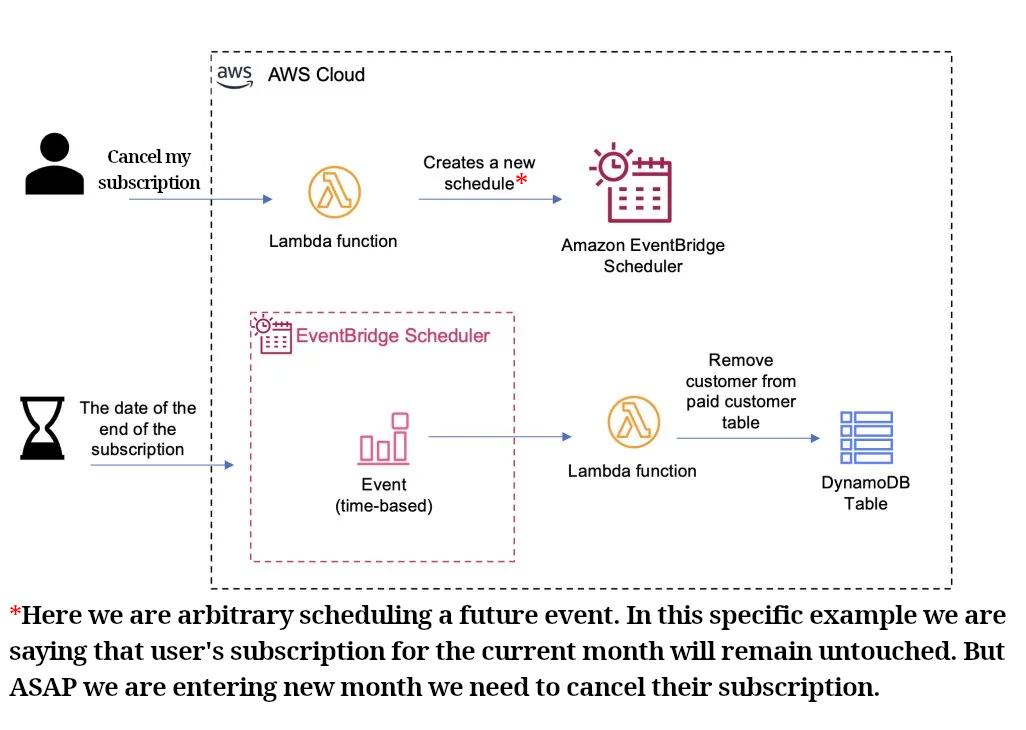 aws
AWS Cloud
Cancel my
subscription
Creates a new
schedule*
Lambda function
Amazon EventBridge
Scheduler
EventBridge Scheduler
The date of the
end of the
subscription
Event
(time-based)
Lambda function
Remove
customer from
paid customer
table
DynamoDB
Table
*Here we are arbitrary scheduling a future event. In this specific example we are
saying that user's subscription for the current month will remain untouched. But
ASAP we are entering new month we need to cancel their subscription.